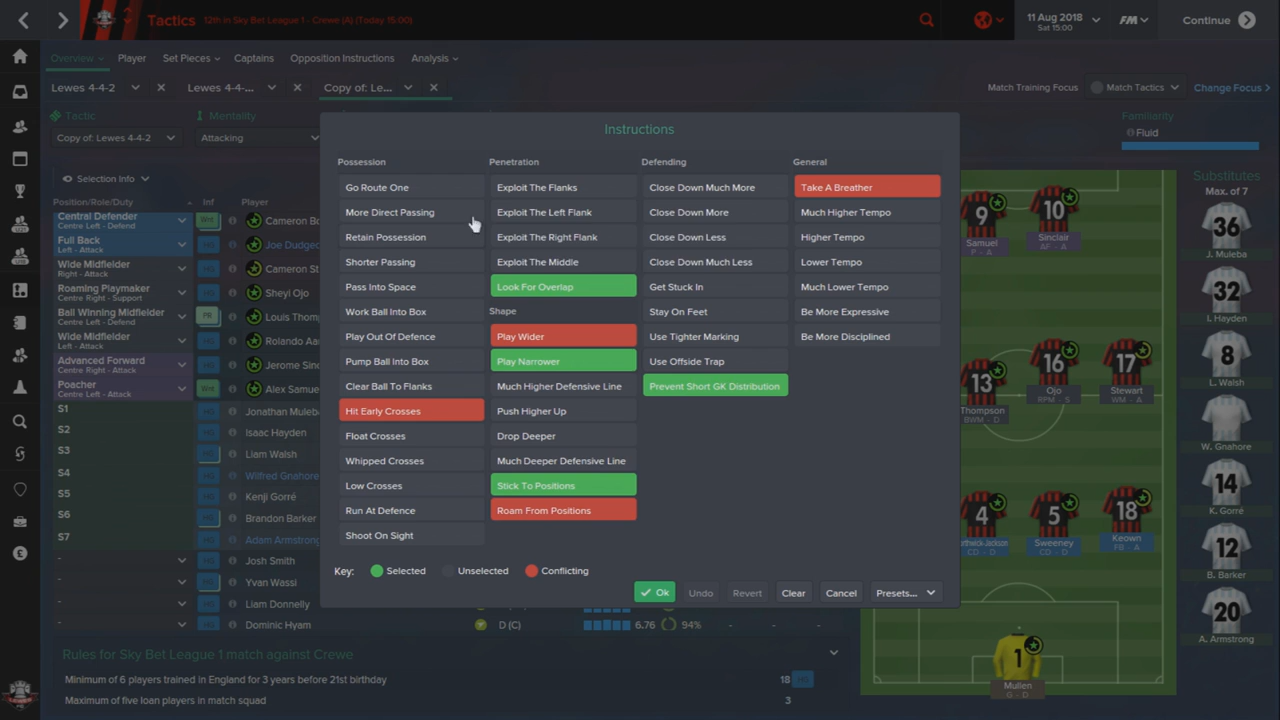 Tactics
12th in Sky Bet League 1 - Crewe (A) (Today 15:00)
11 Aug 2018
Sat 15:00
FM
Continue
Overview
Player
Set Pieces
Captains
Opposition Instructions
Analysis
Lewes 4-4-2
Lewes 4-4-...
Copy of: Le...
Match Training Focus
Match Tactics
Change Focus
Tactic
Mentality
Copy of: Lewes 4-4-2
Attacking
Familiarity
Fluid
Selection Info
Position/Role/Duty
Inf
Player
Central Defender
Centre Left - Defend
Wnt
Cameron Bo
Full Back
Left - Attack
Joe Dudgeo
Wide Midfielder
Right - Attack
Cameron St
Roaming Playmaker
Centre Right - Support
Sheyi Ojo
Ball Winning Midfielder
Centre Left - Defend
PR
Louis Thom
Wide Midfielder
Left - Attack
Rolando Aa
Advanced Forward
Centre Right - Attack
Jerome Sinc
Poacher
Centre Left - Attack
Wnt
Alex Samue
S1
Jonathan Muleb
S2
Isaac Hayden
S3
Liam Walsh
S4
Wilfred Gnahore
S5
Kenji Gorré
S6
Brandon Barker
S7
Adam Armstrong
Josh Smith
Yvan Wassi
Liam Donnelly
Dominic Hyam
D (C)
6.76
94%
Instructions
Possession
Go Route One
More Direct Passing
Retain Possession
Shorter Passing
Pass Into Space
Work Ball Into Box
Play Out Of Defence
Pump Ball Into Box
Clear Ball To Flanks
Hit Early Crosses
Float Crosses
Whipped Crosses
Low Crosses
Run At Defence
Shoot On Sight
Penetration
Exploit The Flanks
Exploit The Left Flank
Exploit The Right Flank
Exploit The Middle
Look For Overlap
Shape
Play Wider
Play Narrower
Much Higher Defensive Line
Push Higher Up
Drop Deeper
Much Deeper Defensive Line
Stick To Positions
Roam From Positions
Defending
Close Down Much More
Close Down More
Close Down Less
Close Down Much Less
Get Stuck In
Stay On Feet
Use Tighter Marking
Use Offside Trap
Prevent Short GK Distribution
General
Take A Breather
Much Higher Tempo
Higher Tempo
Lower Tempo
Much Lower Tempo
Be More Expressive
Be More Disciplined
Key:
Selected
Unselected
Conflicting
Ok
Undo
Revert
Clear
Cancel
Presets...
9
Samuel
P - A
10
Sinclair
AF - A
13
Thompson
BWM - D
16
Ojo
RPM - S
17
Stewart
WM - A
4
CD - D
5
Sweeney
CD - D
18
Keown
FB - A
1
Mullen
G - D
Substitutes
Max. of 7
36
J. Muleba
32
I. Hayden
8
L. Walsh
W. Gnahore
14
K. Gorré
12
B. Barker
20
A. Armstrong
Rules for Sky Bet League 1 match against Crewe
Minimum of 6 players trained in England for 3 years before 21st birthday
18
HG
Maximum of five loan players in match squad
3